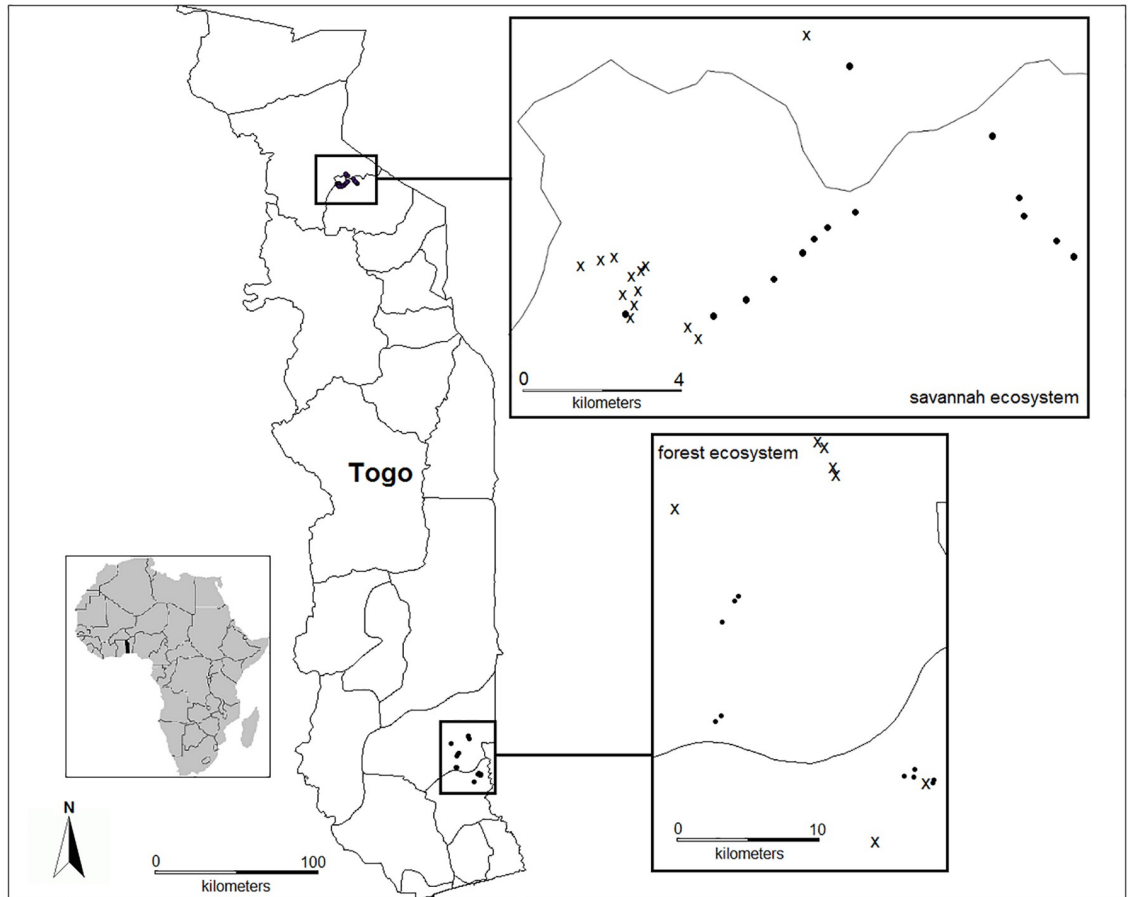 0 4
kilometers
savannah ecosystem
forest ecosystem
Togo
0 10
kilometers
N
0 100
kilometers